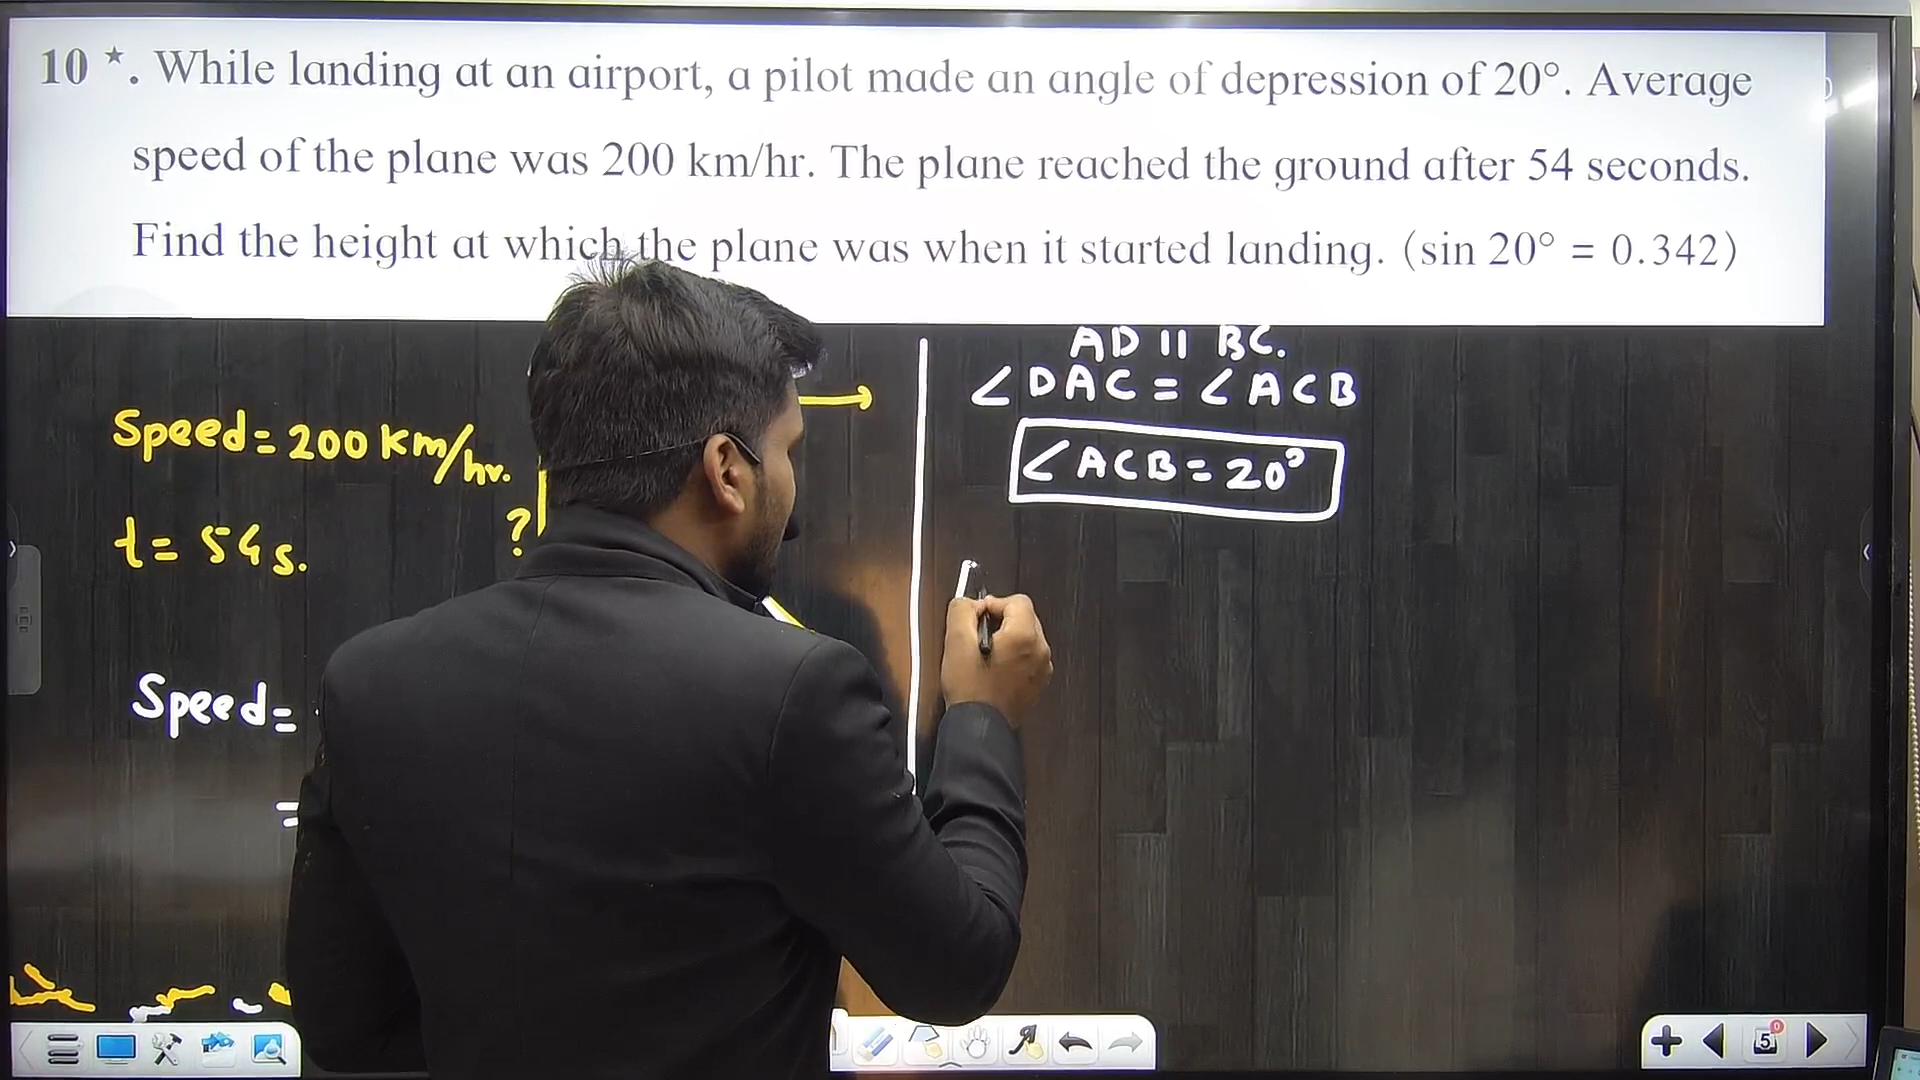 10 *. While landing at an airport, a pilot made an angle of depression of 20°. Average
speed of the plane was 200 km/hr. The plane reached the ground after 54 seconds.
Find the height at which the plane was when it started landing. (sin 20° = 0.342)
Speed = 200 km/hr.
t = 54 s.
?
Speed =
=
AD || BC.
∠DAC = ∠ACB
∠ACB = 20°
5
0